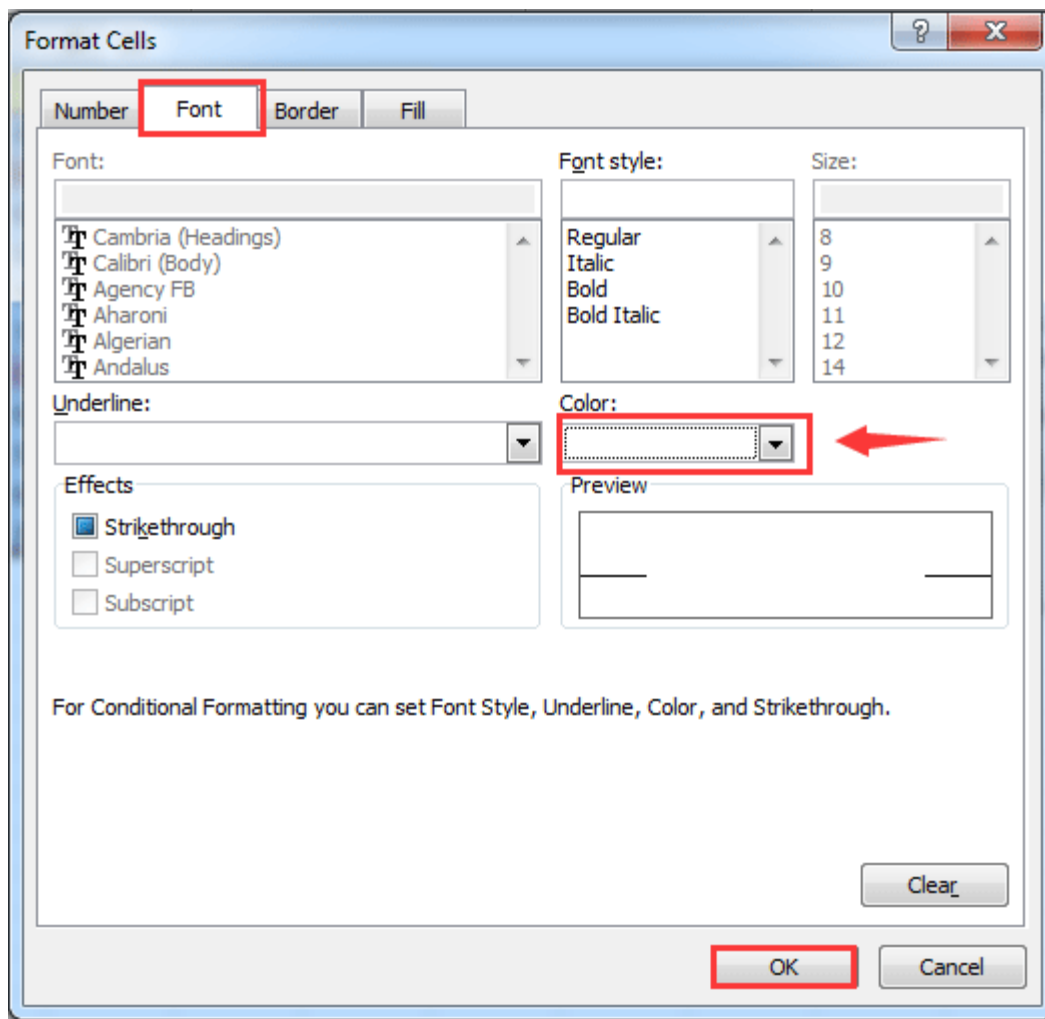 Format Cells
Number Font Border Fill
Font: Font style: Size:
Cambria (Headings) Regular 8
Calibri (Body) Italic 9
Agency FB Bold 10
Aharoni Bold Italic 11
Algerian 12
Andalus 14
Underline: Color:
Effects Preview
Strikethrough
Superscript
Subscript
For Conditional Formatting you can set Font Style, Underline, Color, and Strikethrough.
Clear
OK Cancel